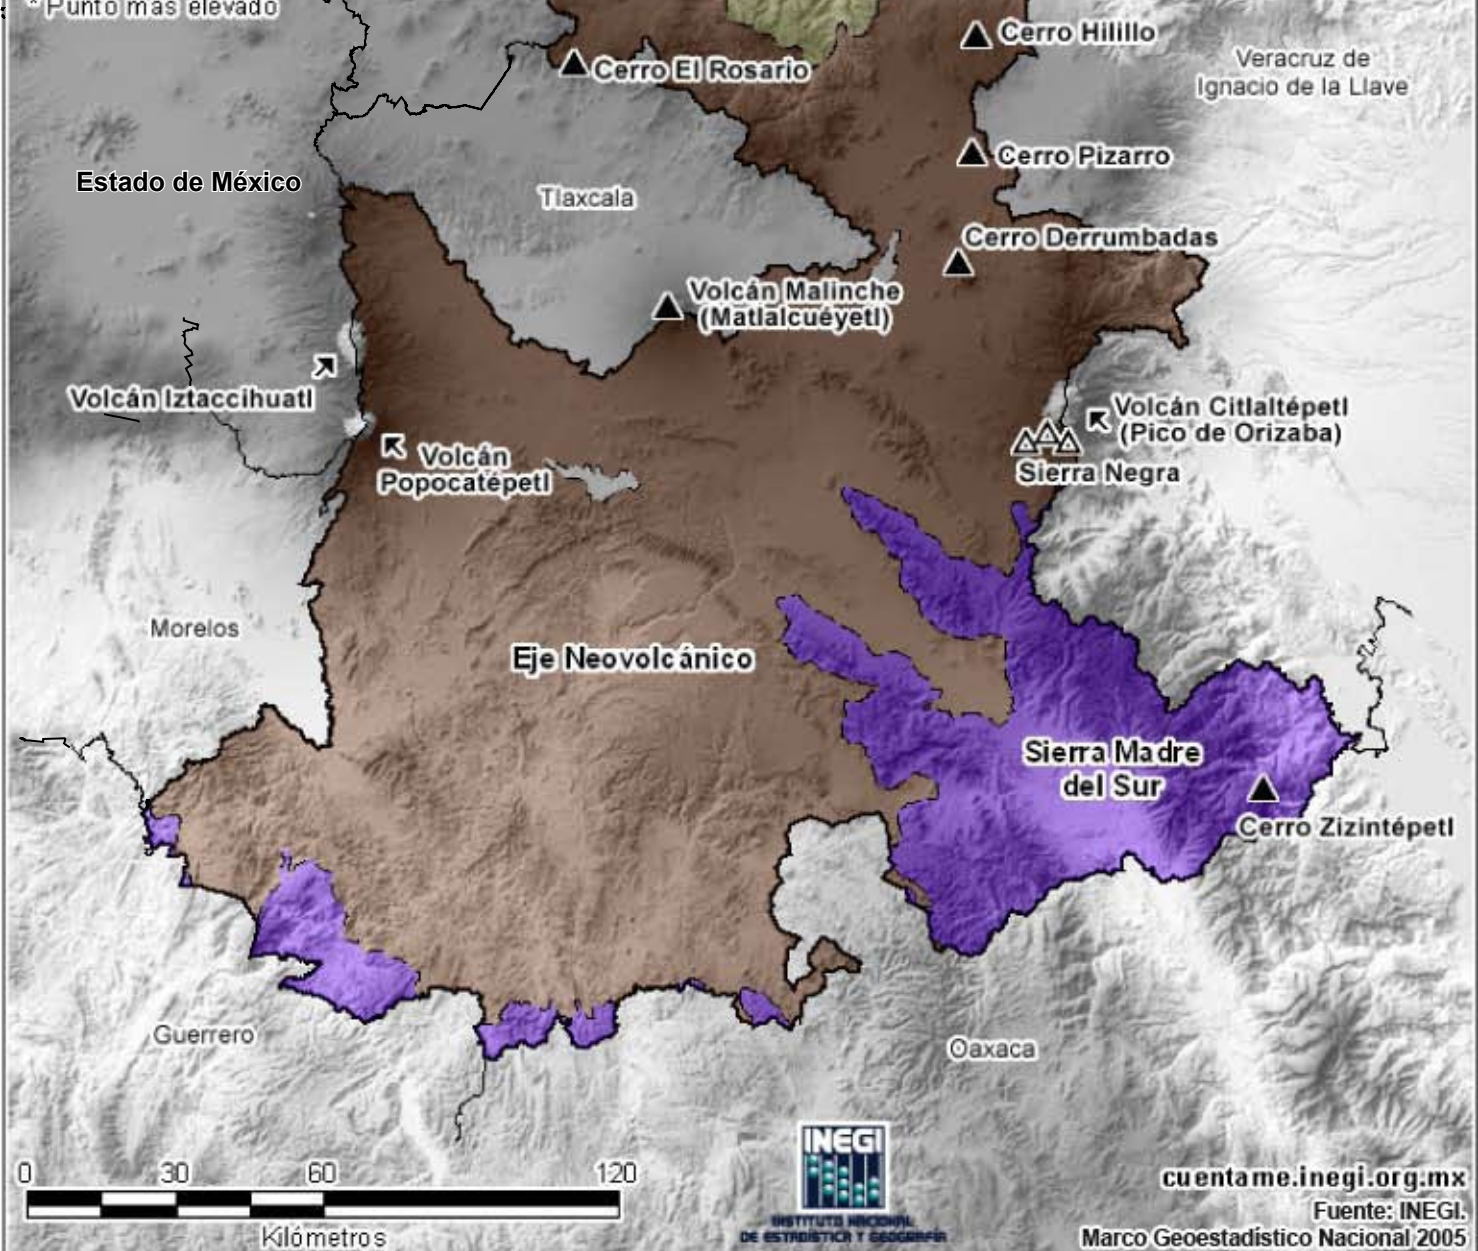 * Punto más elevado
Cerro Hilillo
Veracruz de
Ignacio de la Llave
Cerro El Rosario
Cerro Pizarro
Estado de México
Tlaxcala
Cerro Derrumbadas
Volcán Malinche
(Matlalcuéyetl)
Volcán Iztaccihuatl
Volcán Citlaltépetl
(Pico de Orizaba)
Volcán
Popocatépetl
Sierra Negra
Morelos
Eje Neovolcánico
Sierra Madre
del Sur
Cerro Zizintépetl
Guerrero
Oaxaca
0 30 60 120
Kilómetros
INEGI
INSTITUTO NACIONAL
DE ESTADÍSTICA Y GEOGRAFÍA
cuentame.inegi.org.mx
Fuente: INEGI.
Marco Geoestadístico Nacional 2005